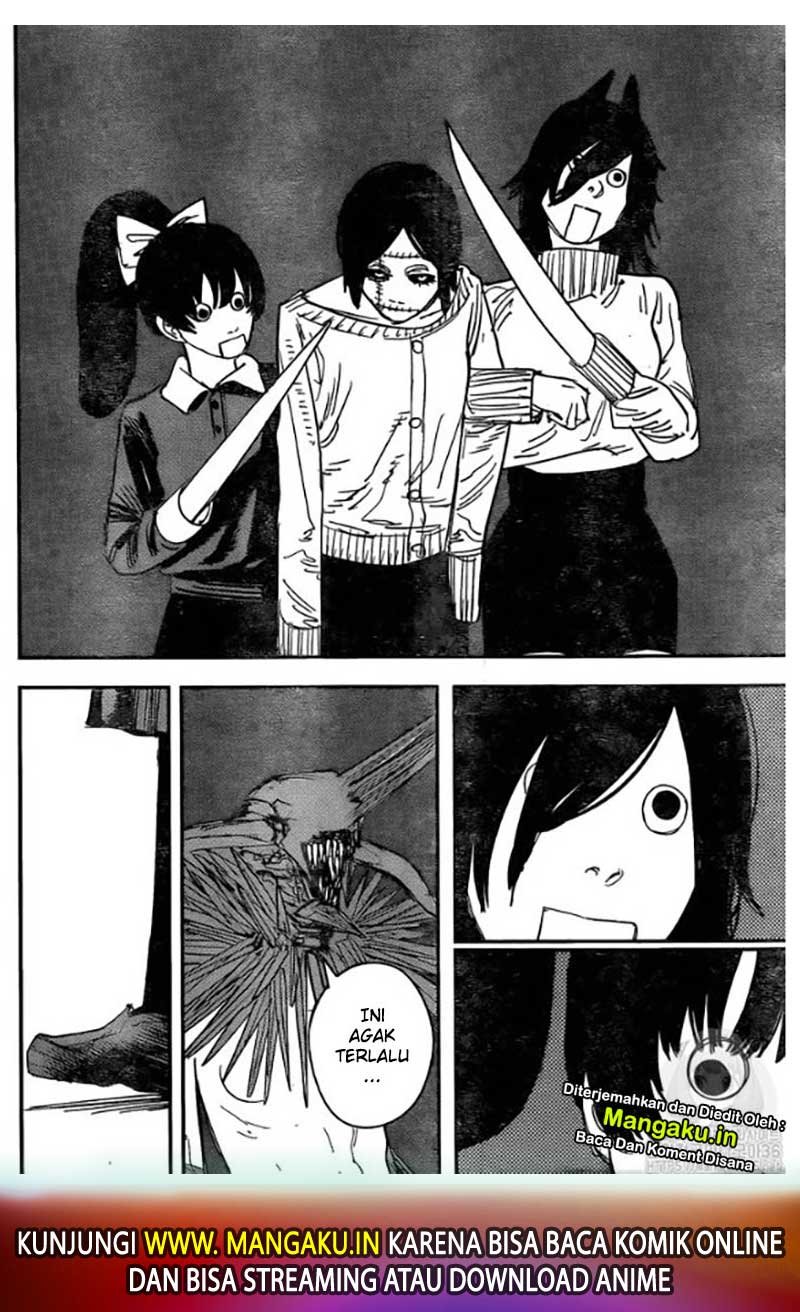 INI
AGAK
TERLALU
...
Diterjemahkan dan Diedit Oleh :
Mangaku.in
Baca Dan Koment Disana
KUNJUNGI WWW. MANGAKU.IN KARENA BISA BACA KOMIK ONLINE
DAN BISA STREAMING ATAU DOWNLOAD ANIME